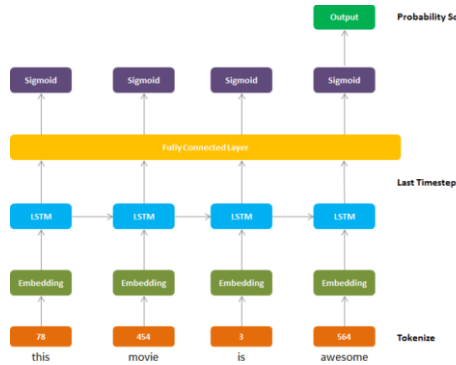 Output Probability Sc
Sigmoid Sigmoid Sigmoid Sigmoid
Fully Connected Layer
Last Timestep
LSTM LSTM LSTM LSTM
Embedding Embedding Embedding Embedding
78 454 3 564 Tokenize
this movie is awesome